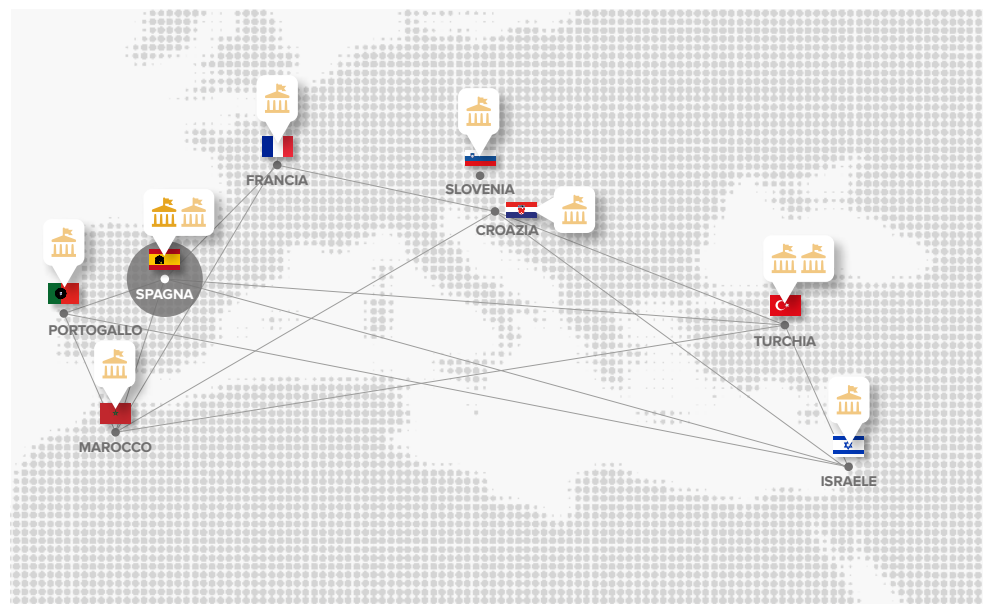 FRANCIA
SLOVENIA
CROAZIA
SPAGNA
PORTOGALLO
TURCHIA
MAROCCO
ISRAELE